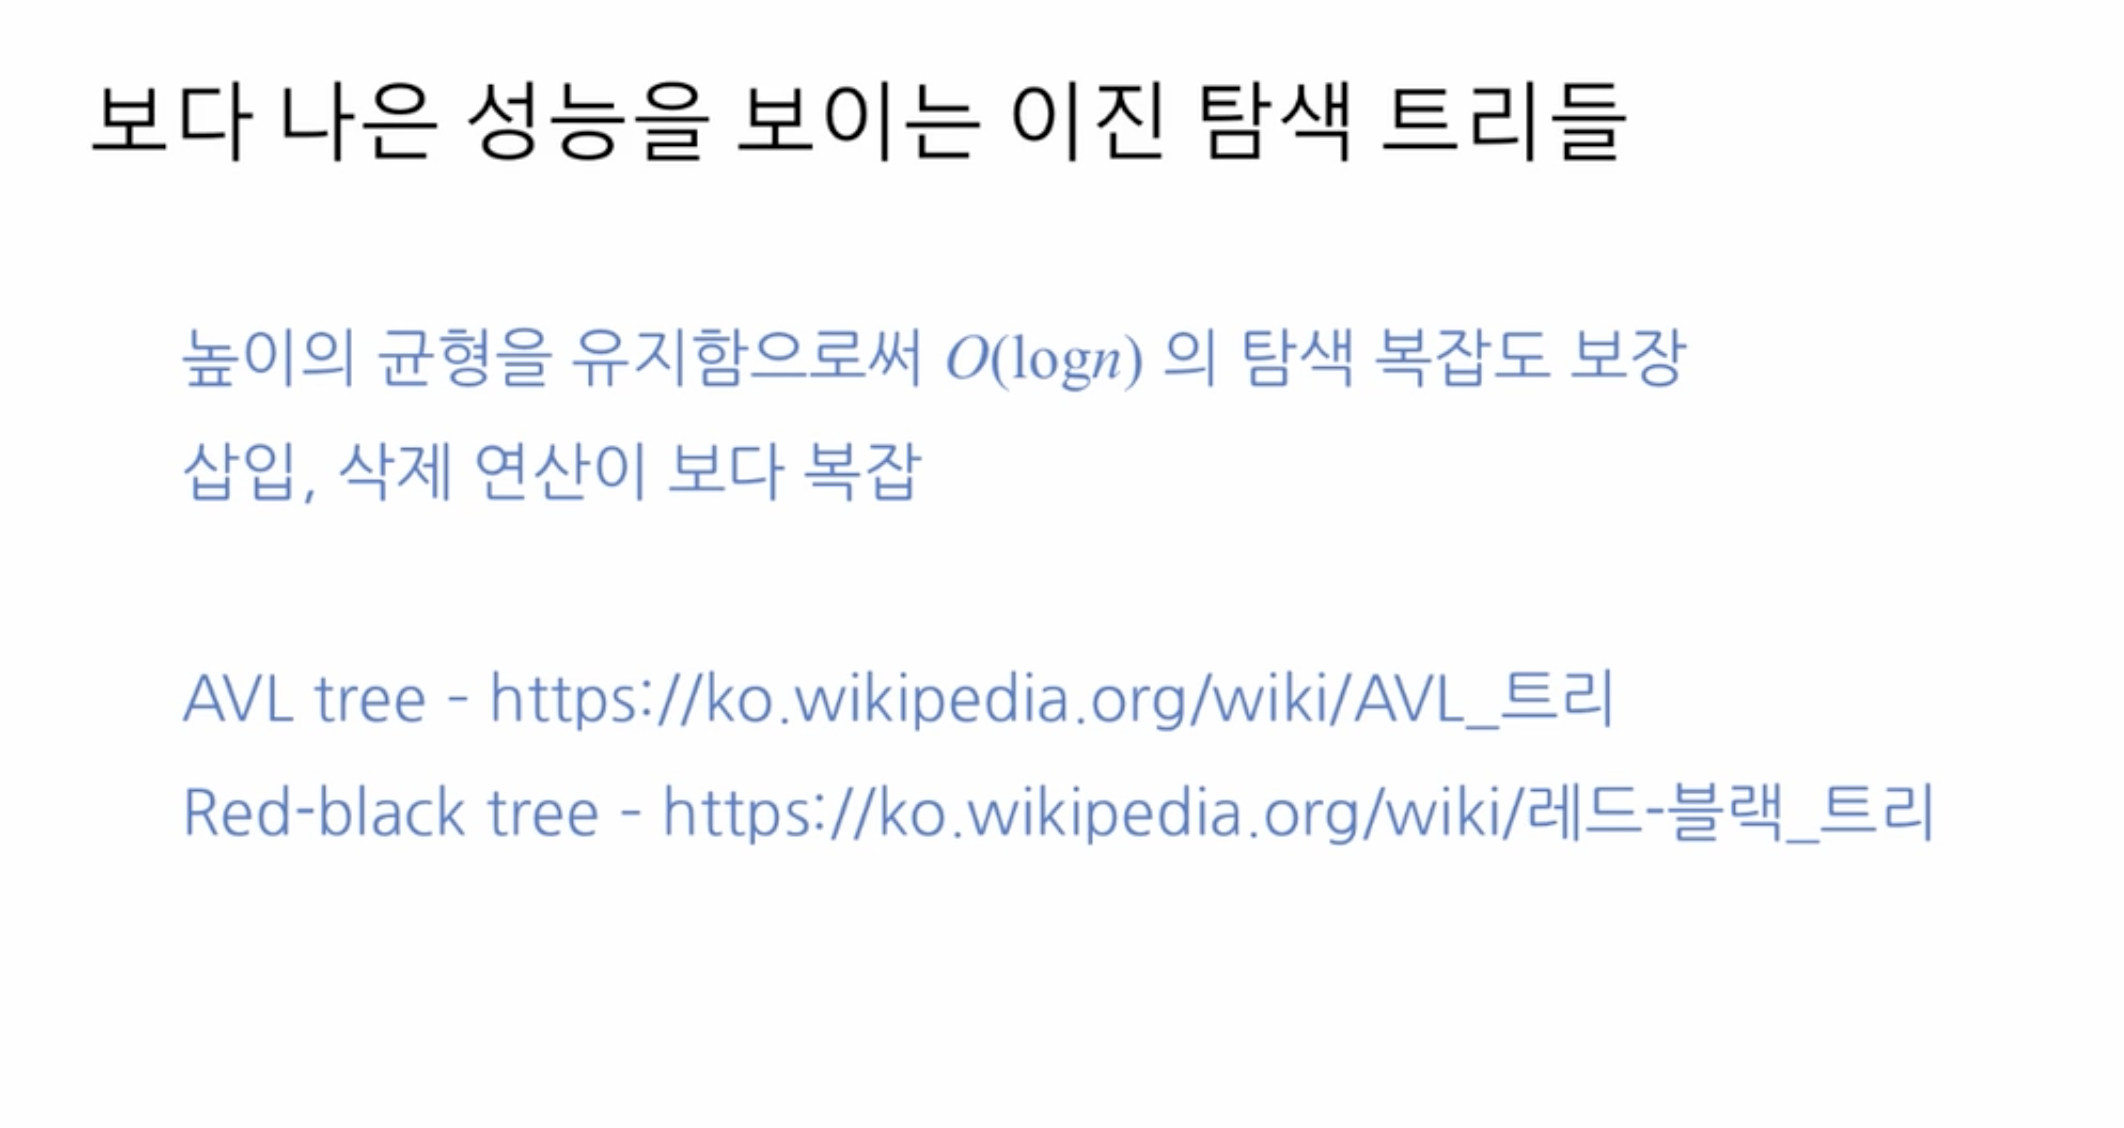 보다 나은 성능을 보이는 이진 탐색 트리들
높이의 균형을 유지함으로써 O(logn) 의 탐색 복잡도 보장
삽입, 삭제 연산이 보다 복잡
AVL tree - https://ko.wikipedia.org/wiki/AVL_트리
Red-black tree - https://ko.wikipedia.org/wiki/레드-블랙_트리